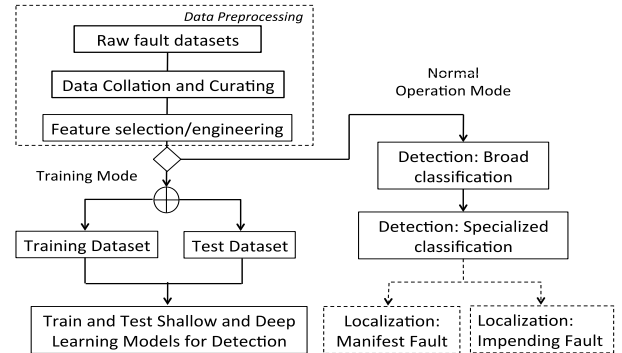 Data Preprocessing
Raw fault datasets
Data Collation and Curating
Feature selection/engineering
Normal
Operation Mode
Training Mode
Detection: Broad
classification
Training Dataset
Test Dataset
Detection: Specialized
classification
Train and Test Shallow and Deep
Learning Models for Detection
Localization:
Manifest Fault
Localization:
Impending Fault